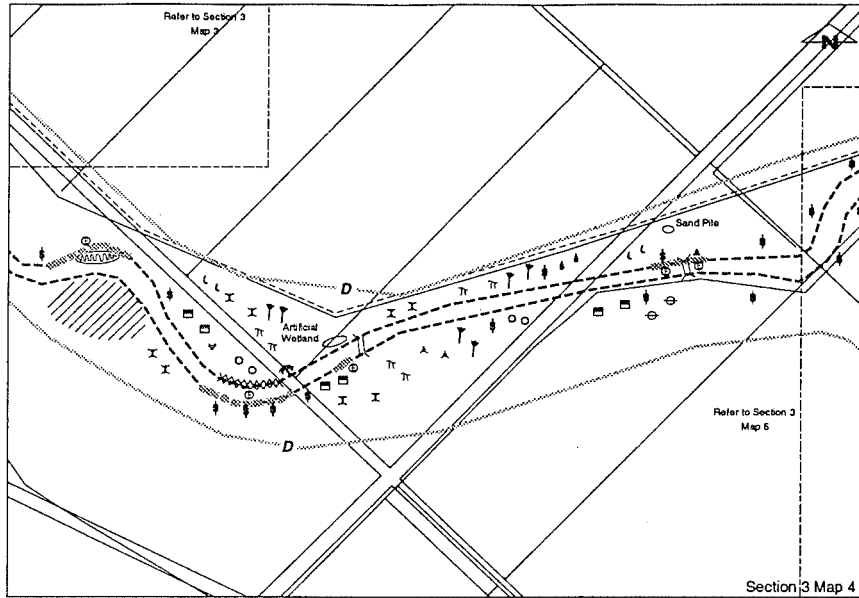 Refer to Section 3
Map 3
N
Sand Pile
D
Artificial
Wetland
Refer to Section 3
Map 5
D
Section 3 Map 4